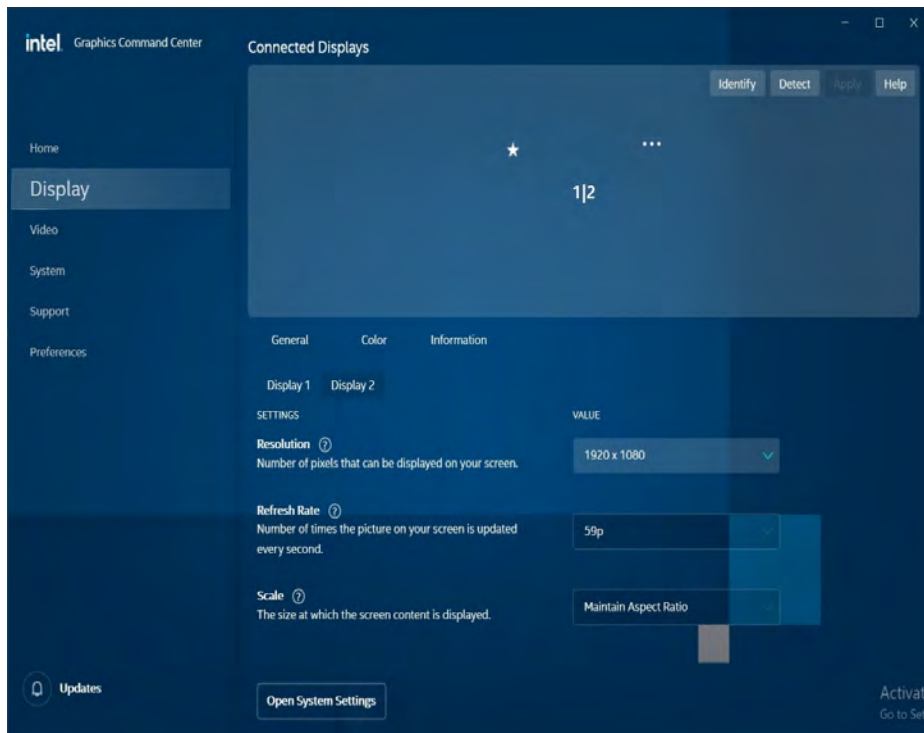 intel. Graphics Command Center
Connected Displays
Identify Detect Apply Help
1|2
Home
Display
Video
System
Support
Preferences
General Color Information
Display 1 Display 2
SETTINGS VALUE
Resolution ?
Number of pixels that can be displayed on your screen.
1920 x 1080
Refresh Rate ?
Number of times the picture on your screen is updated
every second.
59p
Scale ?
The size at which the screen content is displayed.
Maintain Aspect Ratio
Updates
Open System Settings
Activat
Go to Set